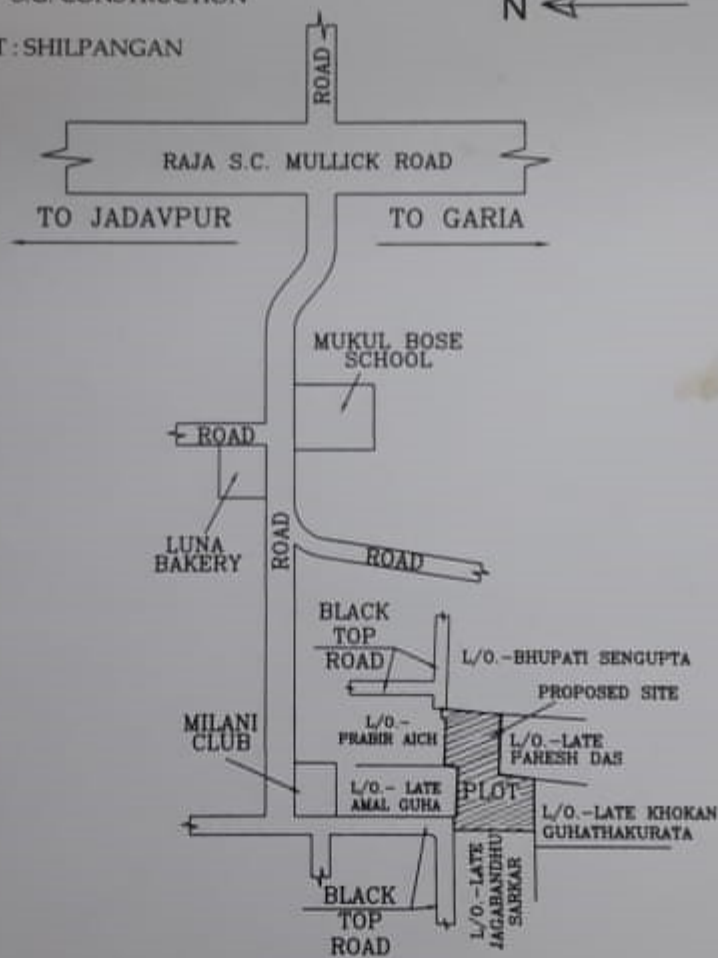 S.C. CONSTRUCTION
T : SHILPANGAN
N
ROAD
RAJA S.C. MULLICK ROAD
TO JADAVPUR
TO GARIA
MUKUL BOSE
SCHOOL
ROAD
LUNA
BAKERY
ROAD
ROAD
BLACK
TOP
ROAD
L/O.-BHUPATI SENGUPTA
PROPOSED SITE
L/O.-
PRABIR AICH
L/O.-LATE
PARESH DAS
MILANI
CLUB
L/O.- LATE
AMAL GUHA
PLOT
L/O.-LATE KHOKAN
GUHATHAKURATA
L/O.-LATE
JAGABANDHU
SARKAR
BLACK
TOP
ROAD